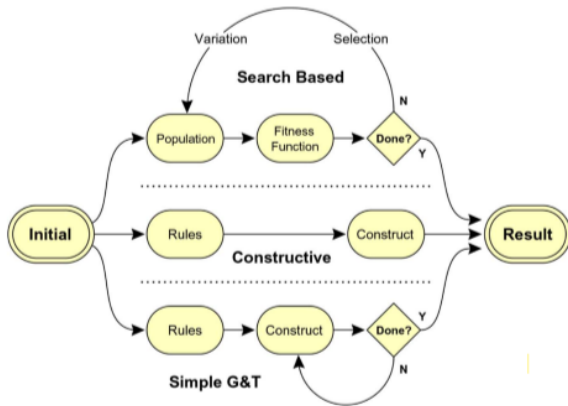 Variation
Selection
Search Based
N
Population
Fitness
Function
Done?
Y
Initial
Rules
Construct
Result
Constructive
Rules
Construct
Done?
Y
N
Simple G&T